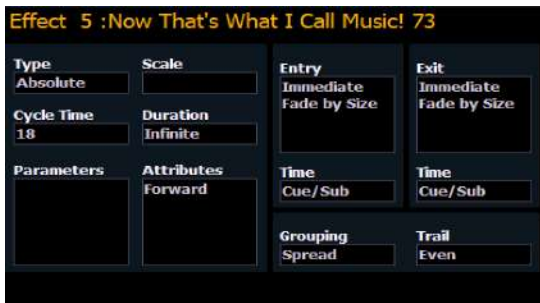 Effect 5 :Now That's What I Call Music! 73
Type
Absolute
Scale
Cycle Time
18
Duration
Infinite
Parameters
Attributes
Forward
Entry
Immediate
Fade by Size
Time
Cue/Sub
Exit
Immediate
Fade by Size
Time
Cue/Sub
Grouping
Spread
Trail
Even